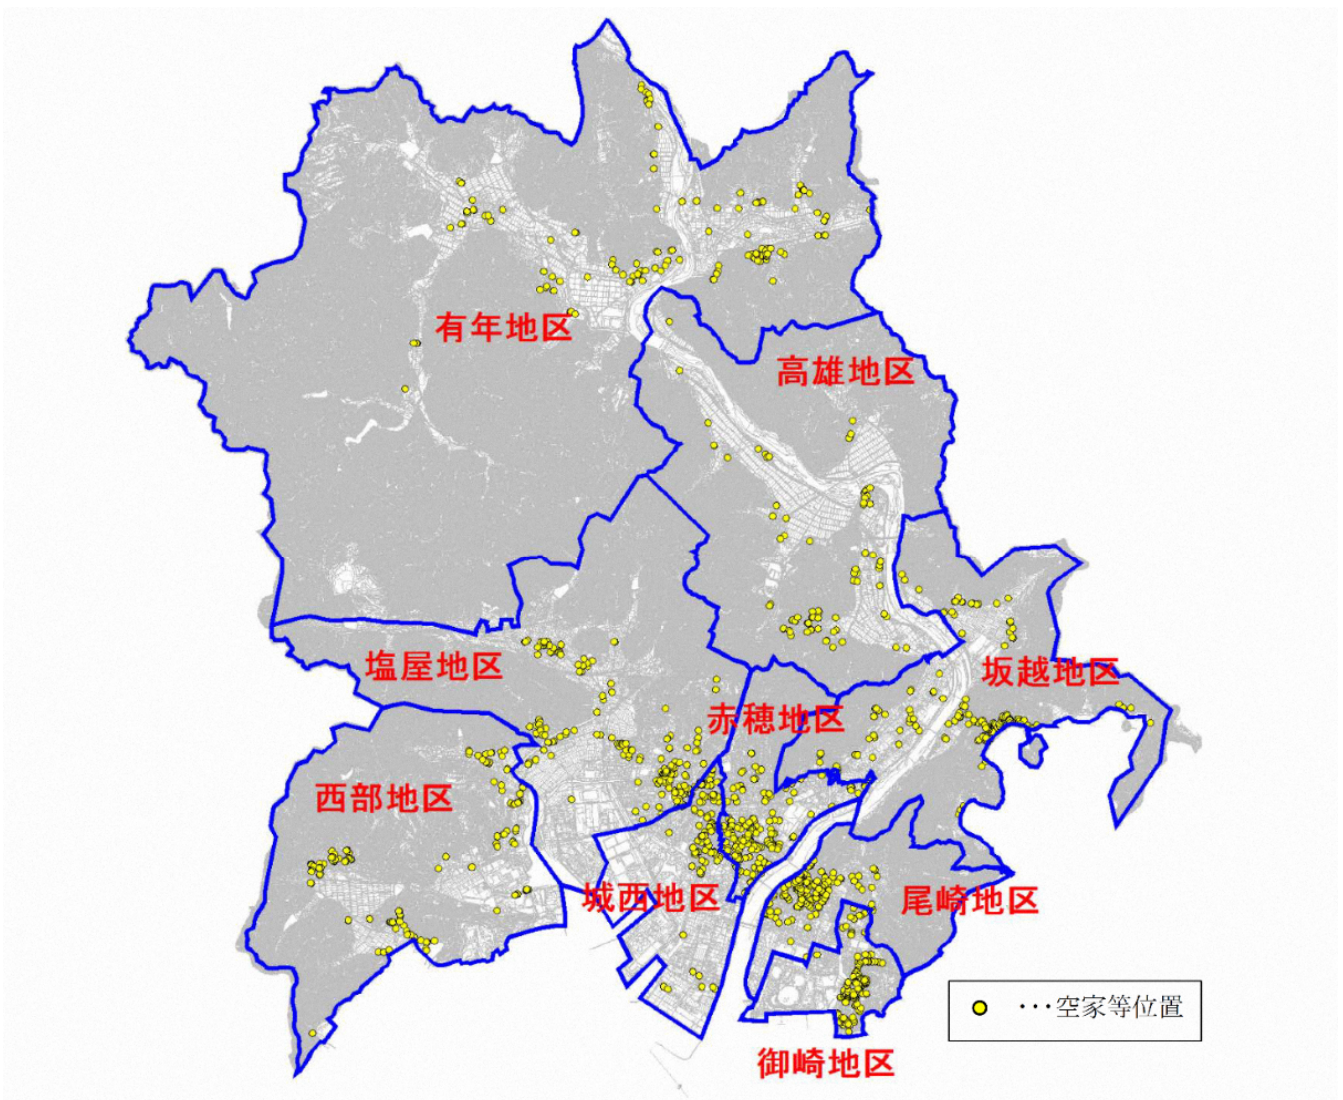 有年地区
高雄地区
塩屋地区
坂越地区
赤穂地区
西部地区
城西地区
尾崎地区
･･･空家等位置
御崎地区